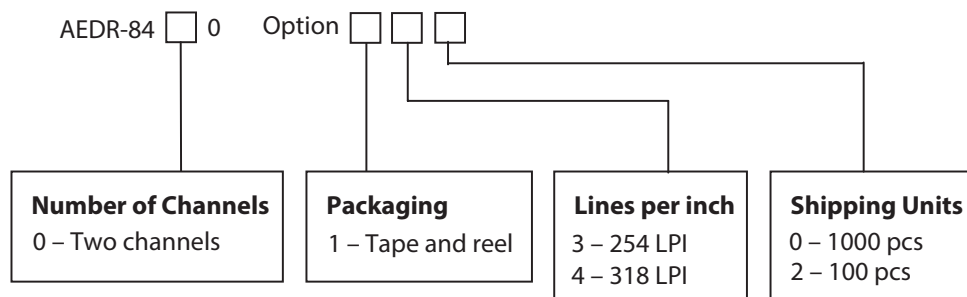 AEDR-84 0 Option
Number of Channels
0 – Two channels
Packaging
1 – Tape and reel
Lines per inch
3 – 254 LPI
4 – 318 LPI
Shipping Units
0 – 1000 pcs
2 – 100 pcs